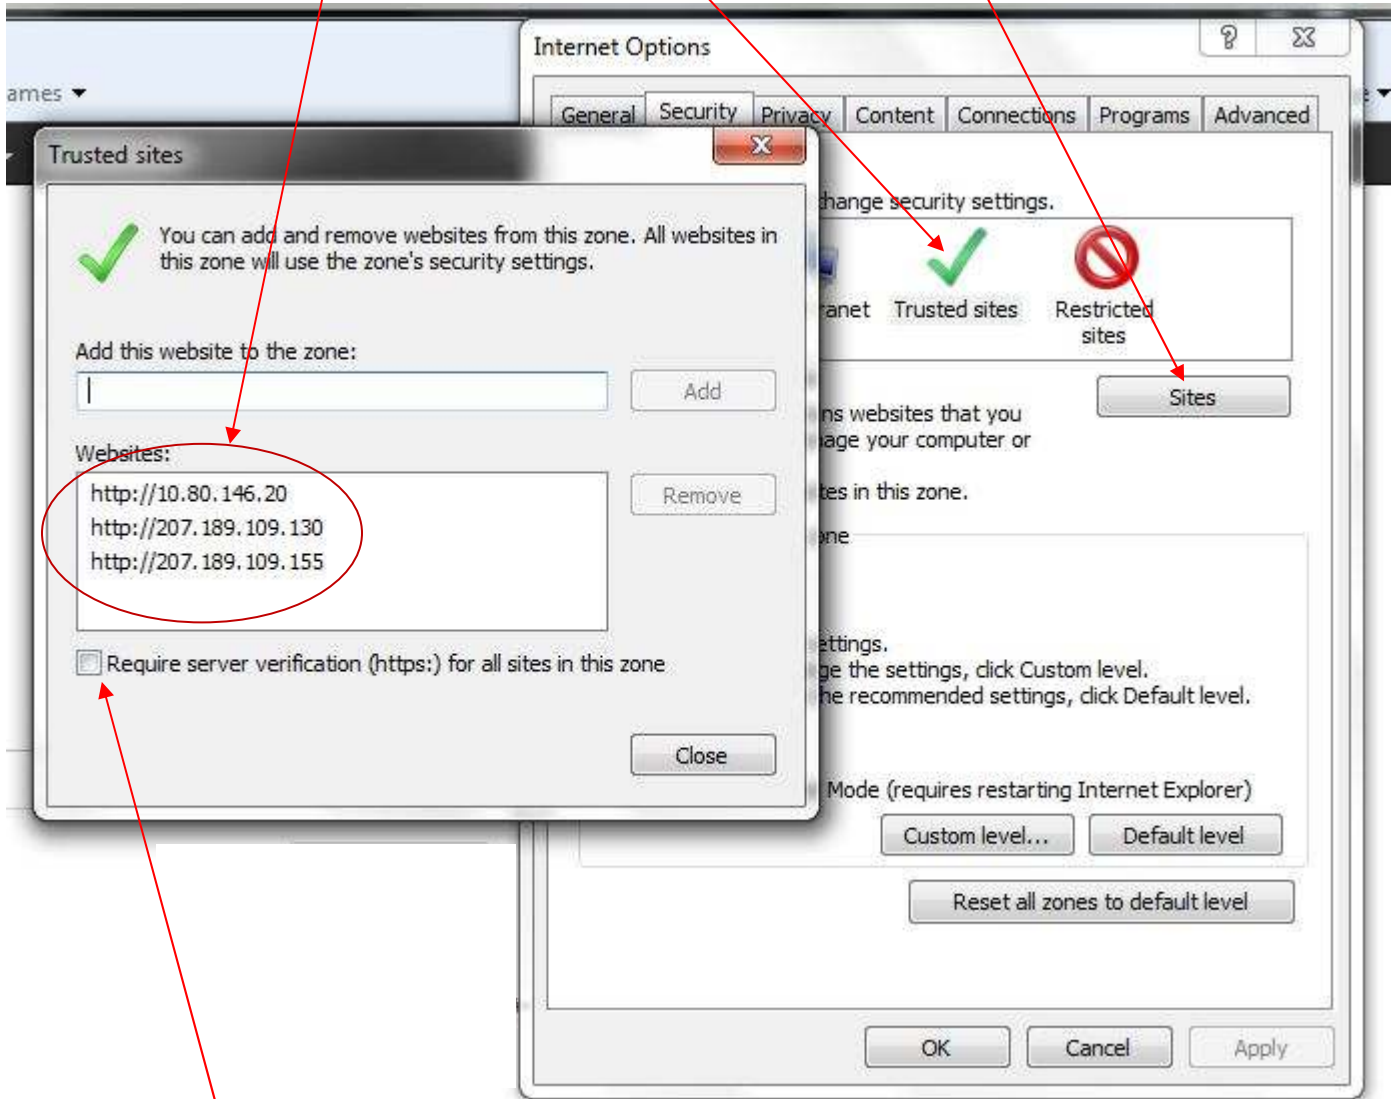 Internet Options
ames
General Security Privacy Content Connections Programs Advanced
Trusted sites
You can add and remove websites from this zone. All websites in
this zone will use the zone's security settings.
Add this website to the zone:
Add
Websites:
http://10.80.146.20
http://207.189.109.130
http://207.189.109.155
Remove
Require server verification (https:) for all sites in this zone
Close
hange security settings.
ranet
Trusted sites
Restricted
sites
Sites
ns websites that you
age your computer or
tes in this zone.
one
ettings.
ge the settings, click Custom level.
he recommended settings, click Default level.
Mode (requires restarting Internet Explorer)
Custom level...
Default level
Reset all zones to default level
OK
Cancel
Apply